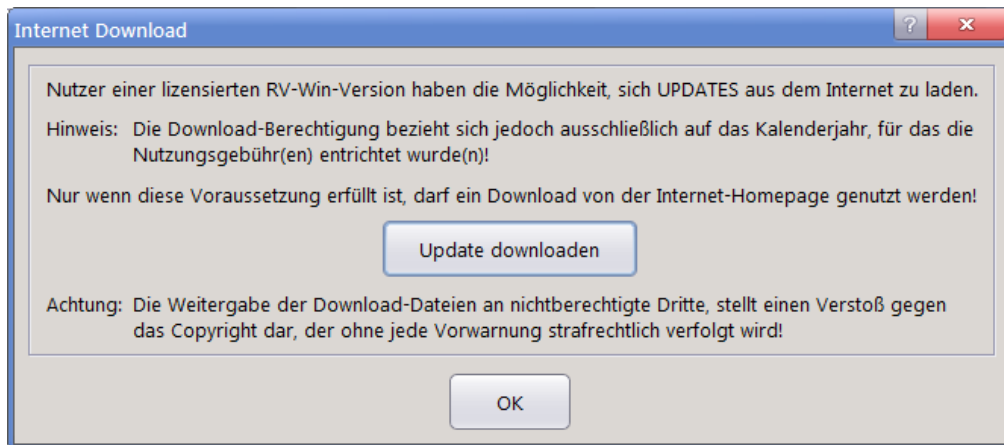 Internet Download
?
x
Nutzer einer lizensierten RV-Win-Version haben die Möglichkeit, sich UPDATES aus dem Internet zu laden.
Hinweis: Die Download-Berechtigung bezieht sich jedoch ausschließlich auf das Kalenderjahr, für das die
Nutzungsgebühr(en) entrichtet wurde(n)!
Nur wenn diese Voraussetzung erfüllt ist, darf ein Download von der Internet-Homepage genutzt werden!
Update downloaden
Achtung: Die Weitergabe der Download-Dateien an nichtberechtigte Dritte, stellt einen Verstoß gegen
das Copyright dar, der ohne jede Vorwarnung strafrechtlich verfolgt wird!
OK